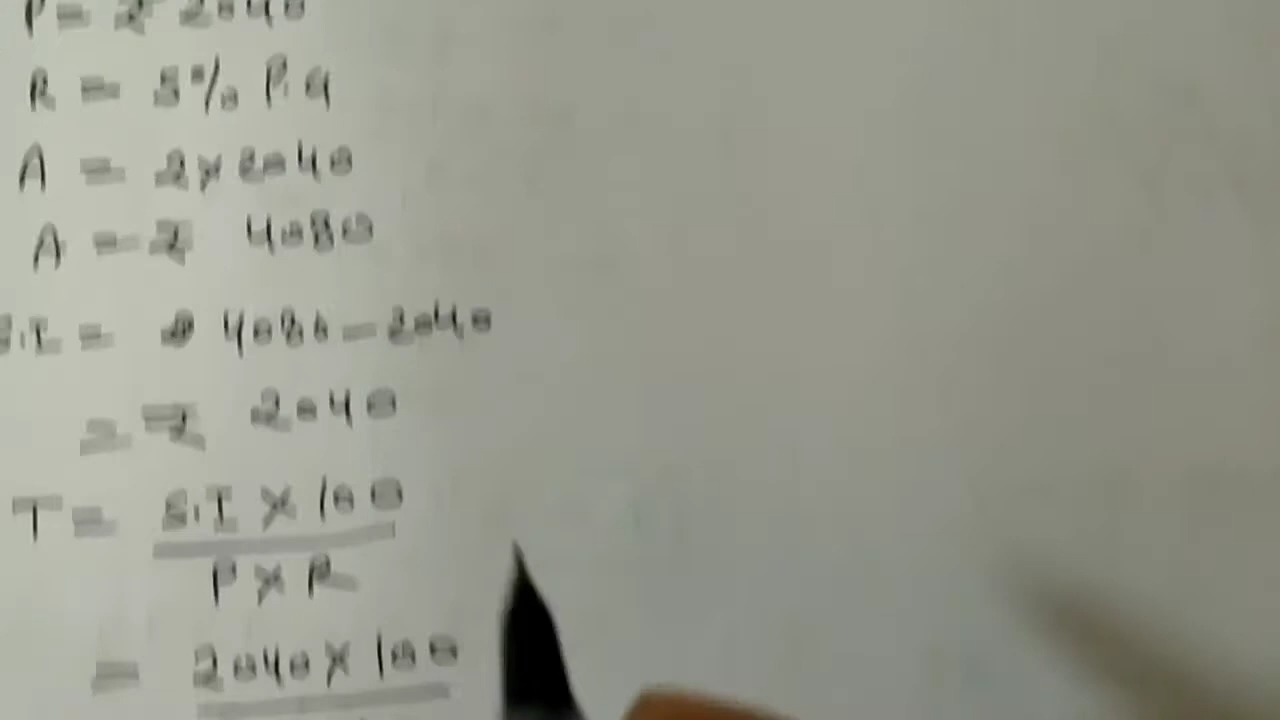 P = ₹ 2040
R = 5% P.a
A = 2×2040
A = ₹ 4080
S.I = ₹ 4080 - 2040
= ₹ 2040
T = S.I × 100
P × R
= 2040 × 100